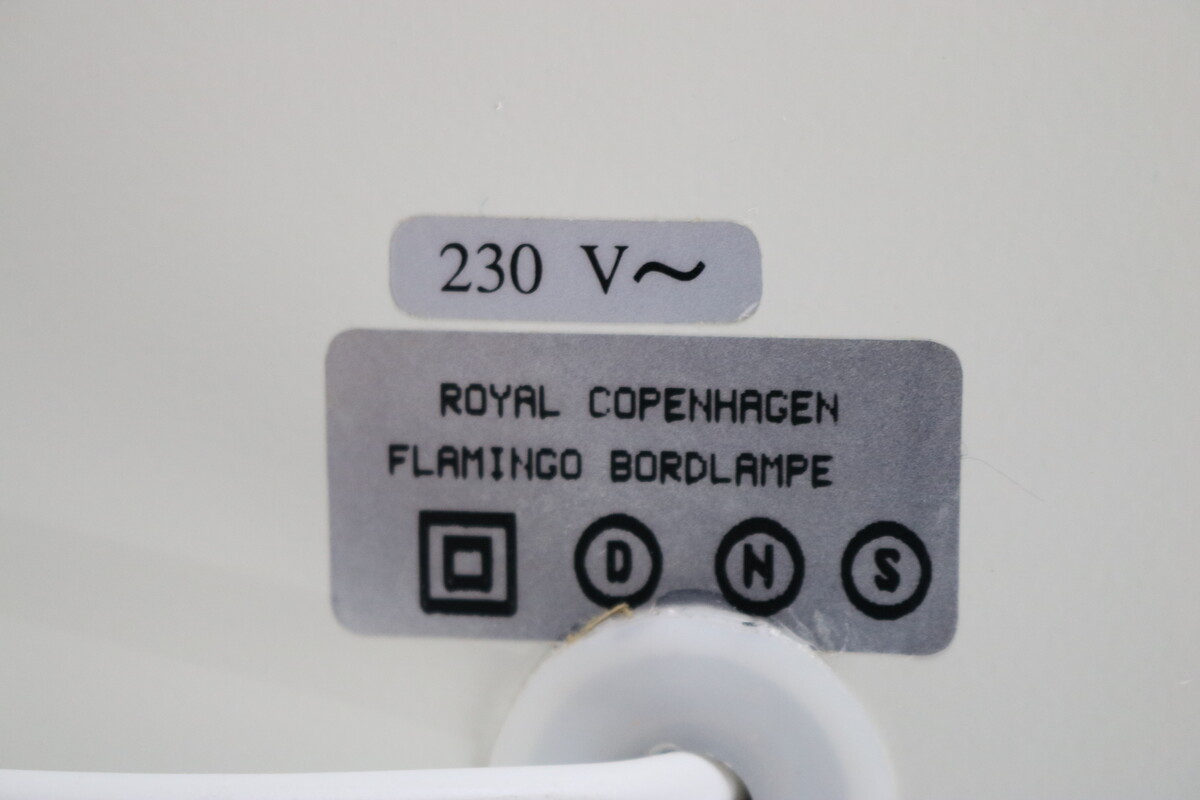 230 V~
ROYAL COPENHAGEN
FLAMINGO BORDLAMPE
D N S